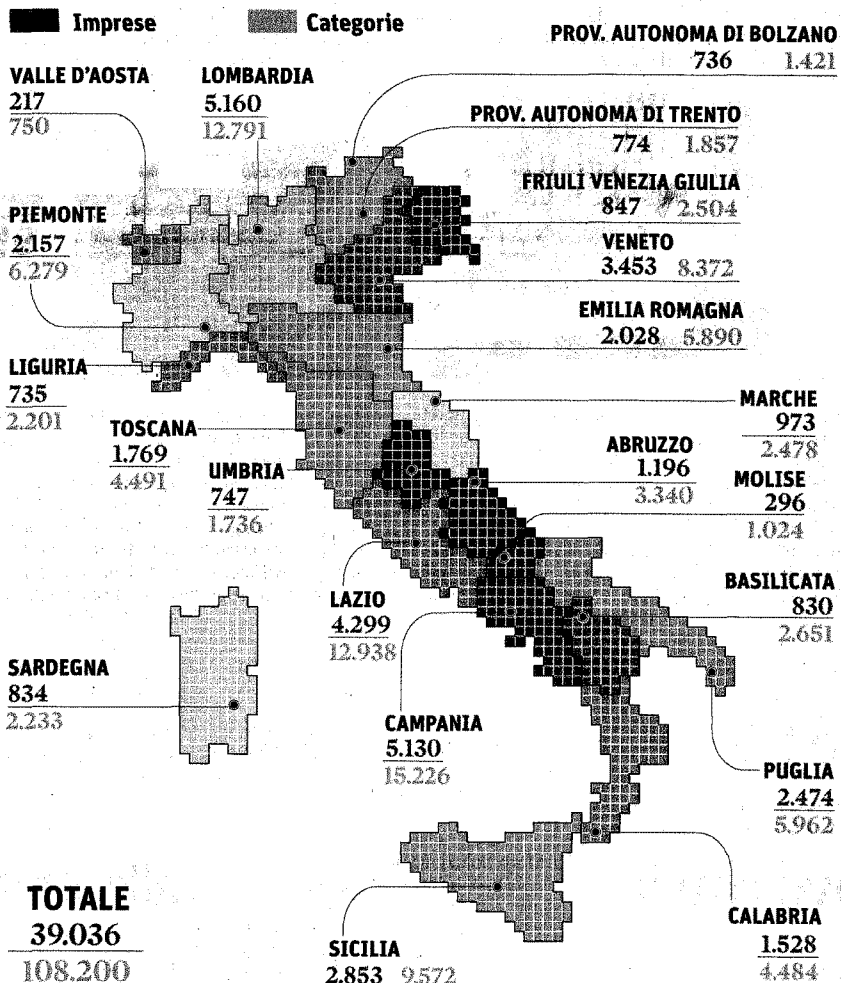 Imprese
Categorie
PROV. AUTONOMA DI BOLZANO
736 1.421
VALLE D'AOSTA
217
750
LOMBARDIA
5.160
12.791
PROV. AUTONOMA DI TRENTO
774 1.857
FRIULI VENEZIA GIULIA
847 2.504
PIEMONTE
2.157
6.279
VENETO
3.453 8.372
EMILIA ROMAGNA
2.028 5.890
LIGURIA
735
2.201
MARCHE
973
2.478
TOSCANA
1.769
4.491
ABRUZZO
1.196
3.340
UMBRIA
747
1.736
MOLISE
296
1.024
BASILICATA
830
2.651
LAZIO
4.299
12.938
SARDEGNA
834
2.233
CAMPANIA
5.130
15.226
PUGLIA
2.474
5.962
TOTALE
39.036
108.200
CALABRIA
1.528
4.484
SICILIA
2.853 9.572